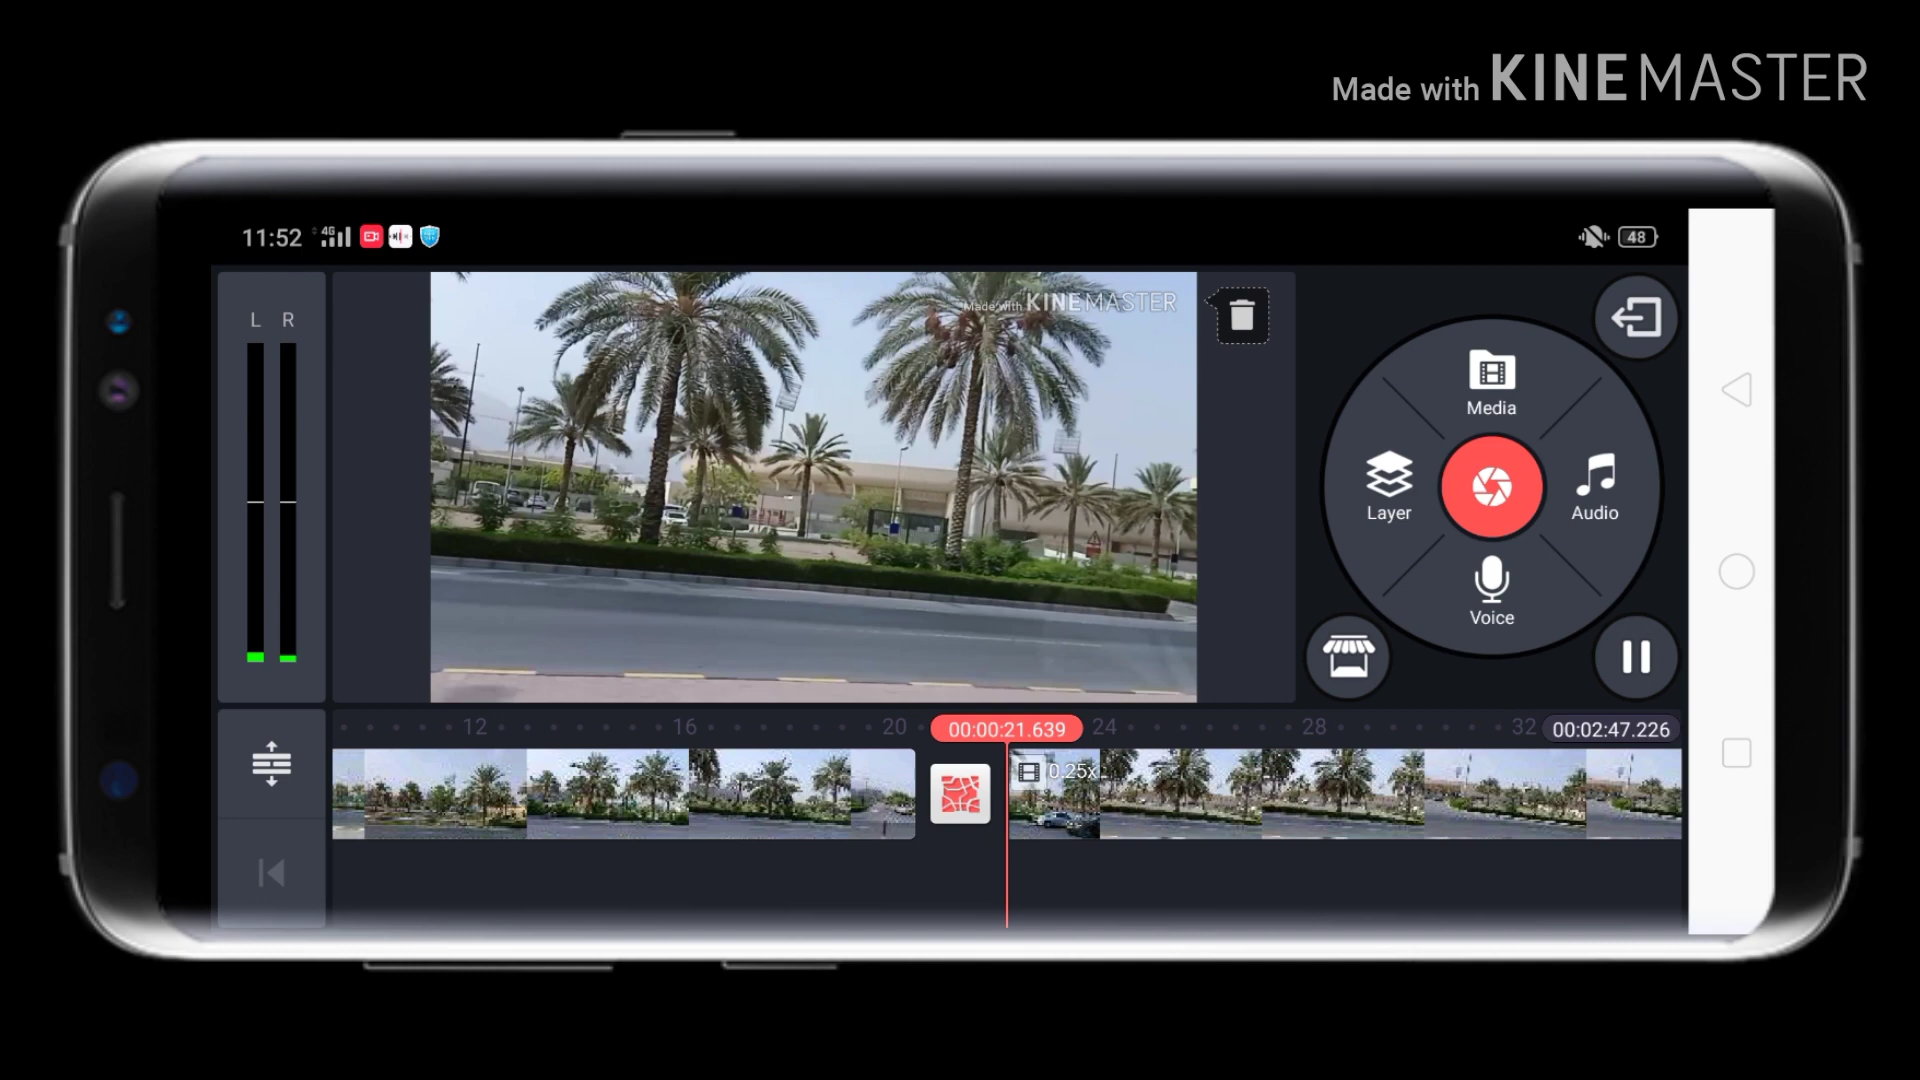 Made with KINEMASTER
11:52 4G 48
L R
Made with KINEMASTER
Media
Layer
Audio
Voice
12 16 20 00:00:21.639 24 28 32 00:02:47.226
0.25x